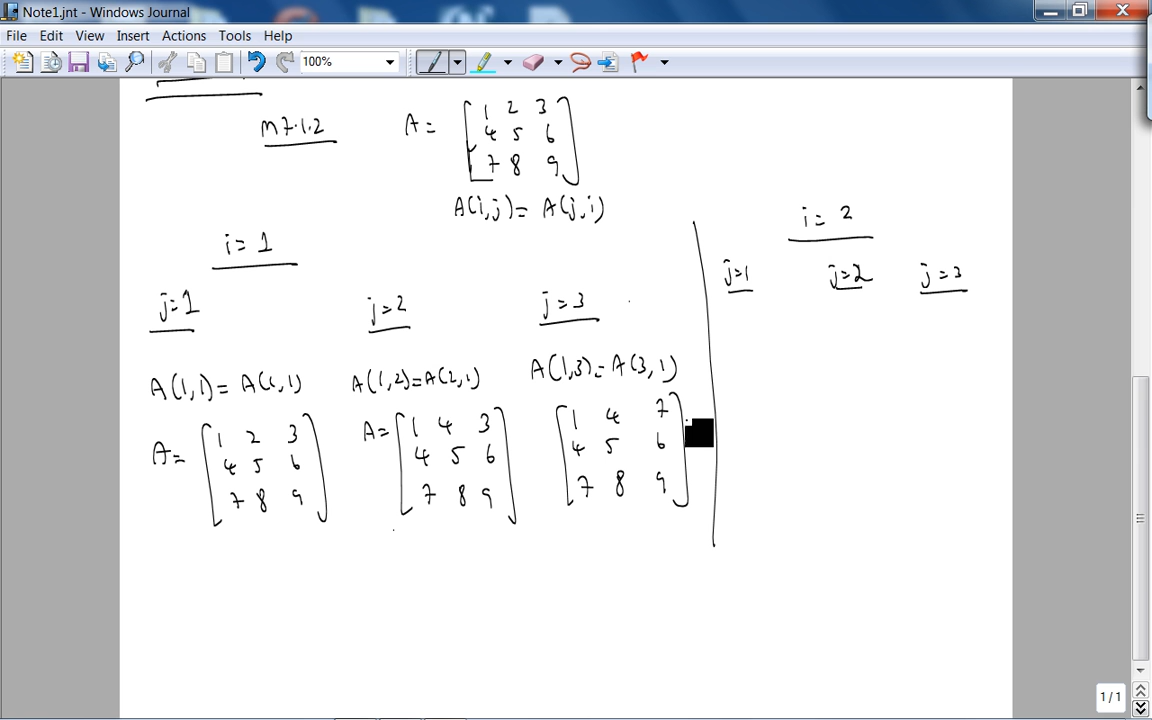 Note1.jnt - Windows Journal
File Edit View Insert Actions Tools Help
100%
m7.1.2
A= [1 2 3
4 5 6
7 8 9]
A(i,j)= A(j,i)
i= 1
j=1 j=2 j=3
A(1,1)= A(1,1) A(1,2)=A(2,1) A(1,3)= A(3,1)
A= [1 2 3 A= [1 4 3 [1 4 7
4 5 6 4 5 6 4 5 6
7 8 9] 7 8 9] 7 8 9]
i= 2
j=1 j=2 j=3
1/1